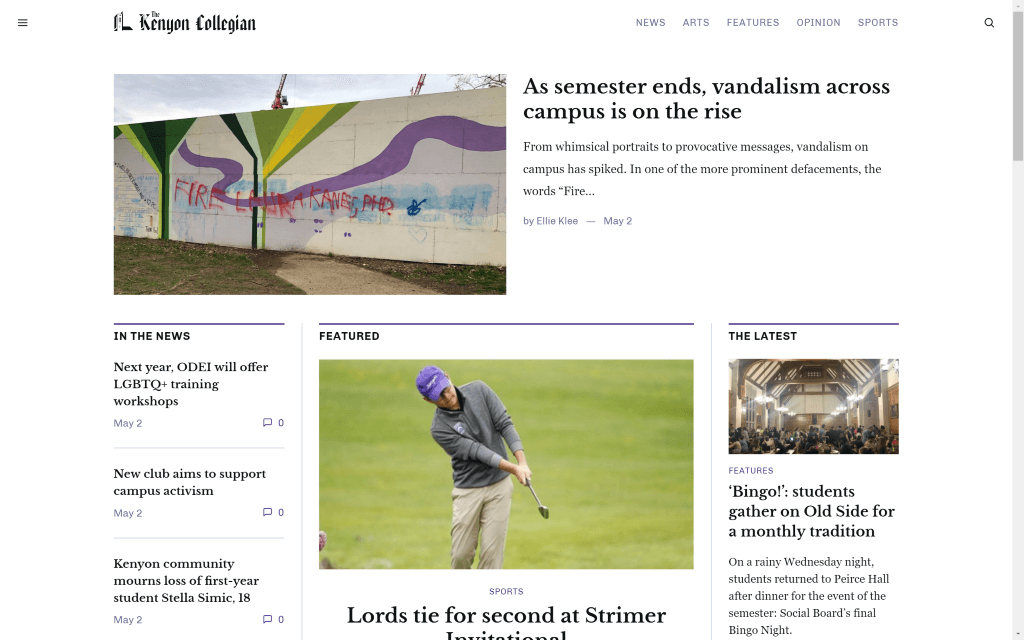 The
Kenyon Collegian
NEWS ARTS FEATURES OPINION SPORTS
FIRE LAURA KANE, PHD.
As semester ends, vandalism across
campus is on the rise
From whimsical portraits to provocative messages, vandalism on
campus has spiked. In one of the more prominent defacements, the
words “Fire...
by Ellie Klee — May 2
IN THE NEWS
Next year, ODEI will offer
LGBTQ+ training
workshops
May 2 0
New club aims to support
campus activism
May 2 0
Kenyon community
mourns loss of first-year
student Stella Simic, 18
May 2 0
FEATURED
SPORTS
Lords tie for second at Strimer
Invitational
THE LATEST
FEATURES
‘Bingo!’: students
gather on Old Side for
a monthly tradition
On a rainy Wednesday night,
students returned to Peirce Hall
after dinner for the event of the
semester: Social Board’s final
Bingo Night.